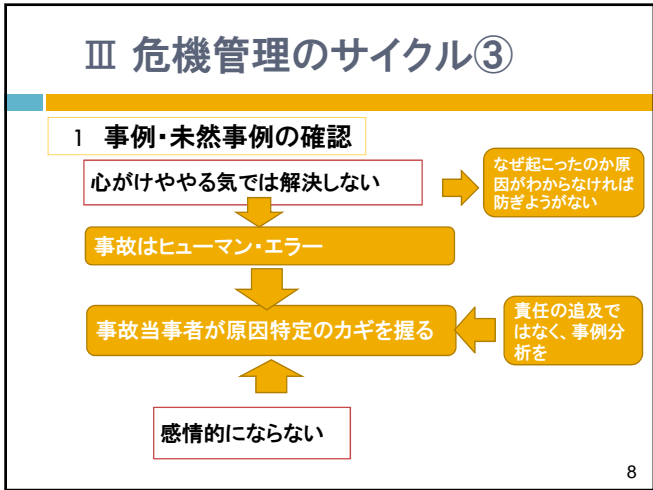 Ⅲ 危機管理のサイクル③
1 事例・未然事例の確認
心がけややる気では解決しない
なぜ起こったのか原
因がわからなければ
防ぎようがない
事故はヒューマン・エラー
事故当事者が原因特定のカギを握る
責任の追及で
はなく、事例分
析を
感情的にならない
8